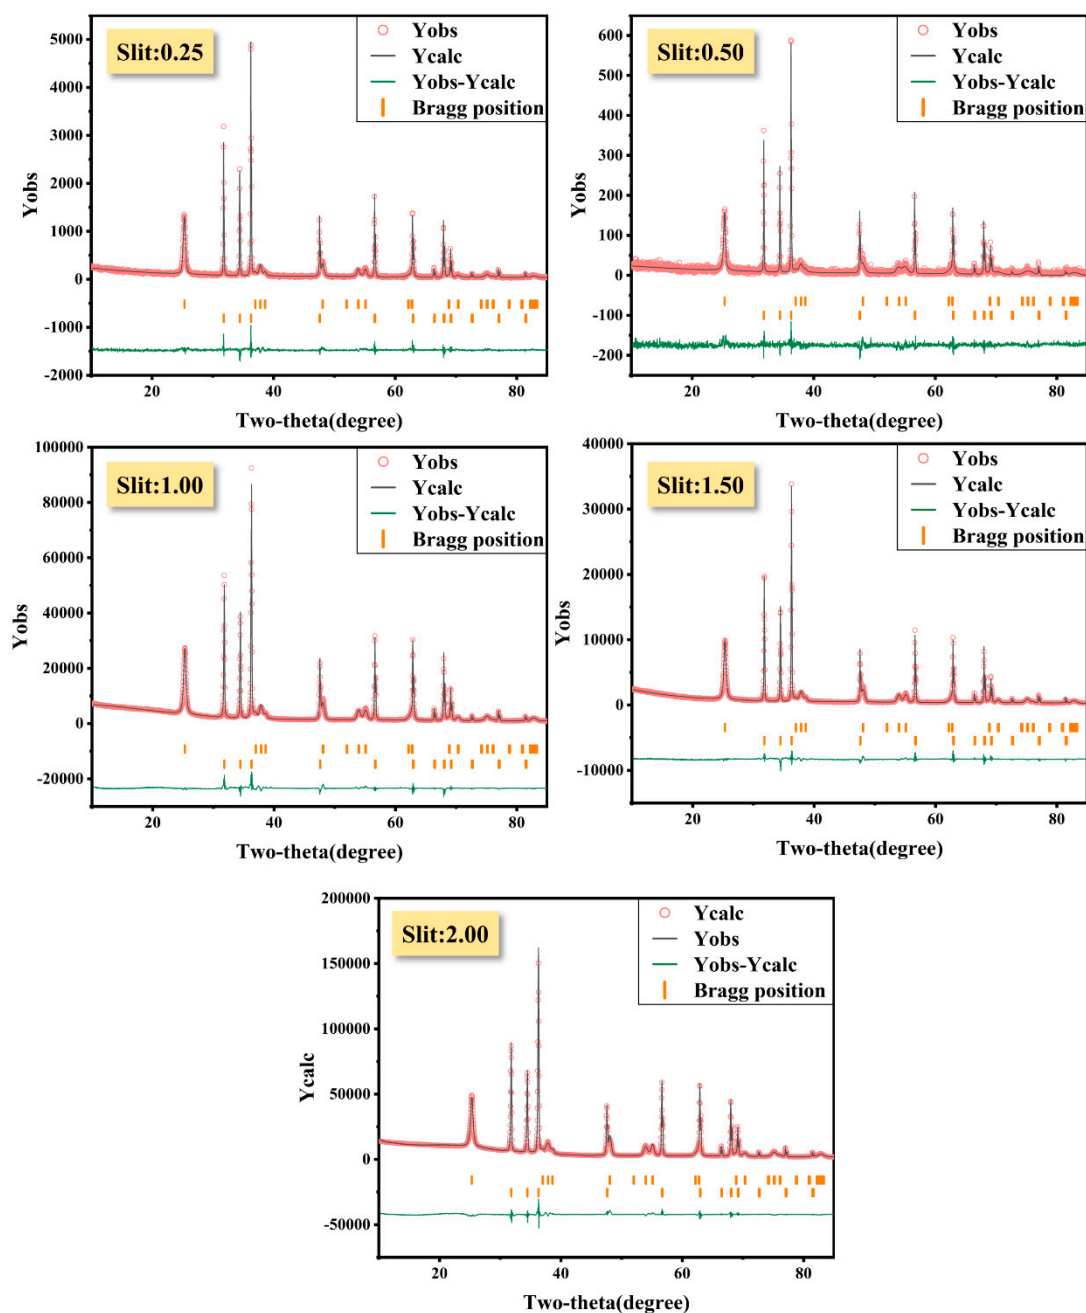 Slit:0.25
Yobs
Ycalc
Yobs-Ycalc
Bragg position
5000
4000
3000
2000
1000
0
-1000
-2000
Yobs
20
40
60
80
Two-theta(degree)
Slit:0.50
Yobs
Ycalc
Yobs-Ycalc
Bragg position
600
500
400
300
200
100
0
-100
-200
Yobs
20
40
60
80
Two-theta(degree)
Slit:1.00
Yobs
Ycalc
Yobs-Ycalc
Bragg position
100000
80000
60000
40000
20000
0
-20000
Yobs
20
40
60
80
Two-theta(degree)
Slit:1.50
Yobs
Ycalc
Yobs-Ycalc
Bragg position
40000
30000
20000
10000
0
-10000
Yobs
20
40
60
80
Two-theta(degree)
Slit:2.00
Ycalc
Yobs
Yobs-Ycalc
Bragg position
200000
150000
100000
50000
0
-50000
Ycalc
20
40
60
80
Two-theta(degree)